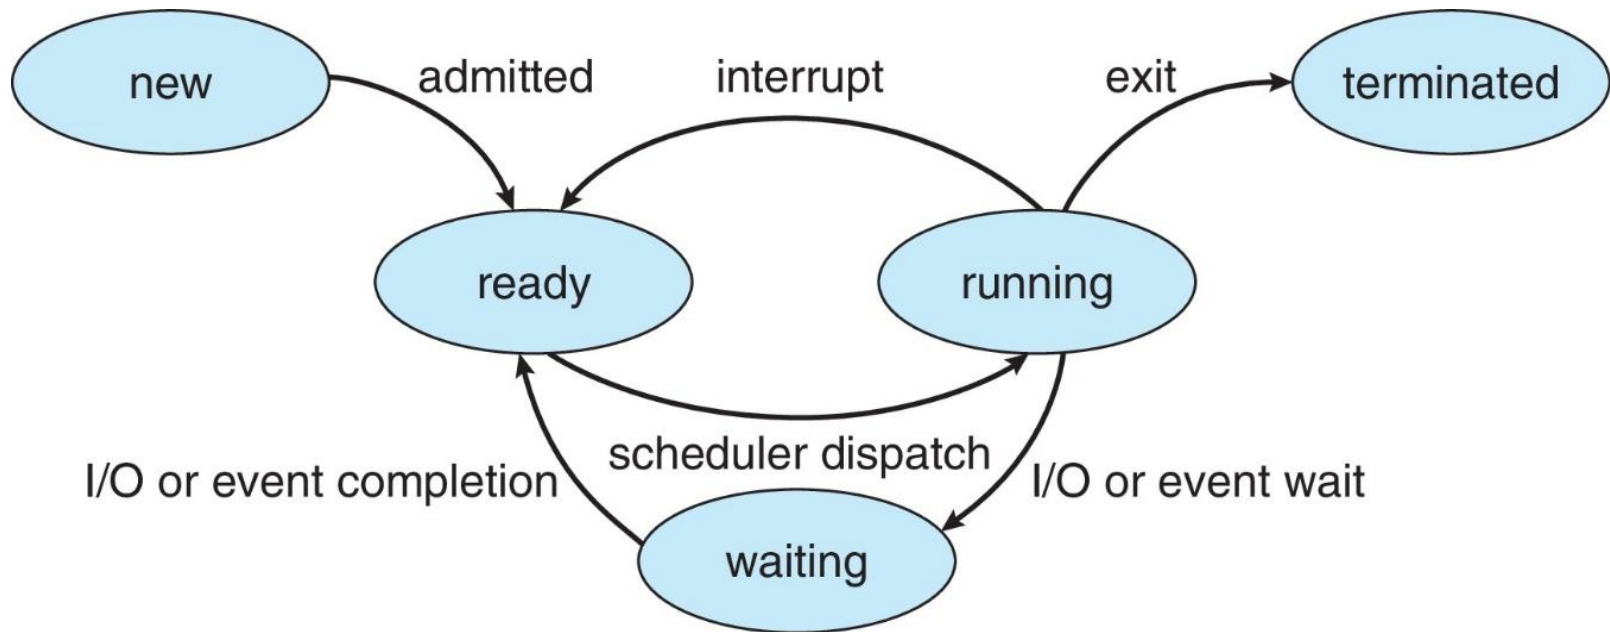 new
admitted
interrupt
exit
terminated
ready
running
scheduler dispatch
I/O or event completion
I/O or event wait
waiting